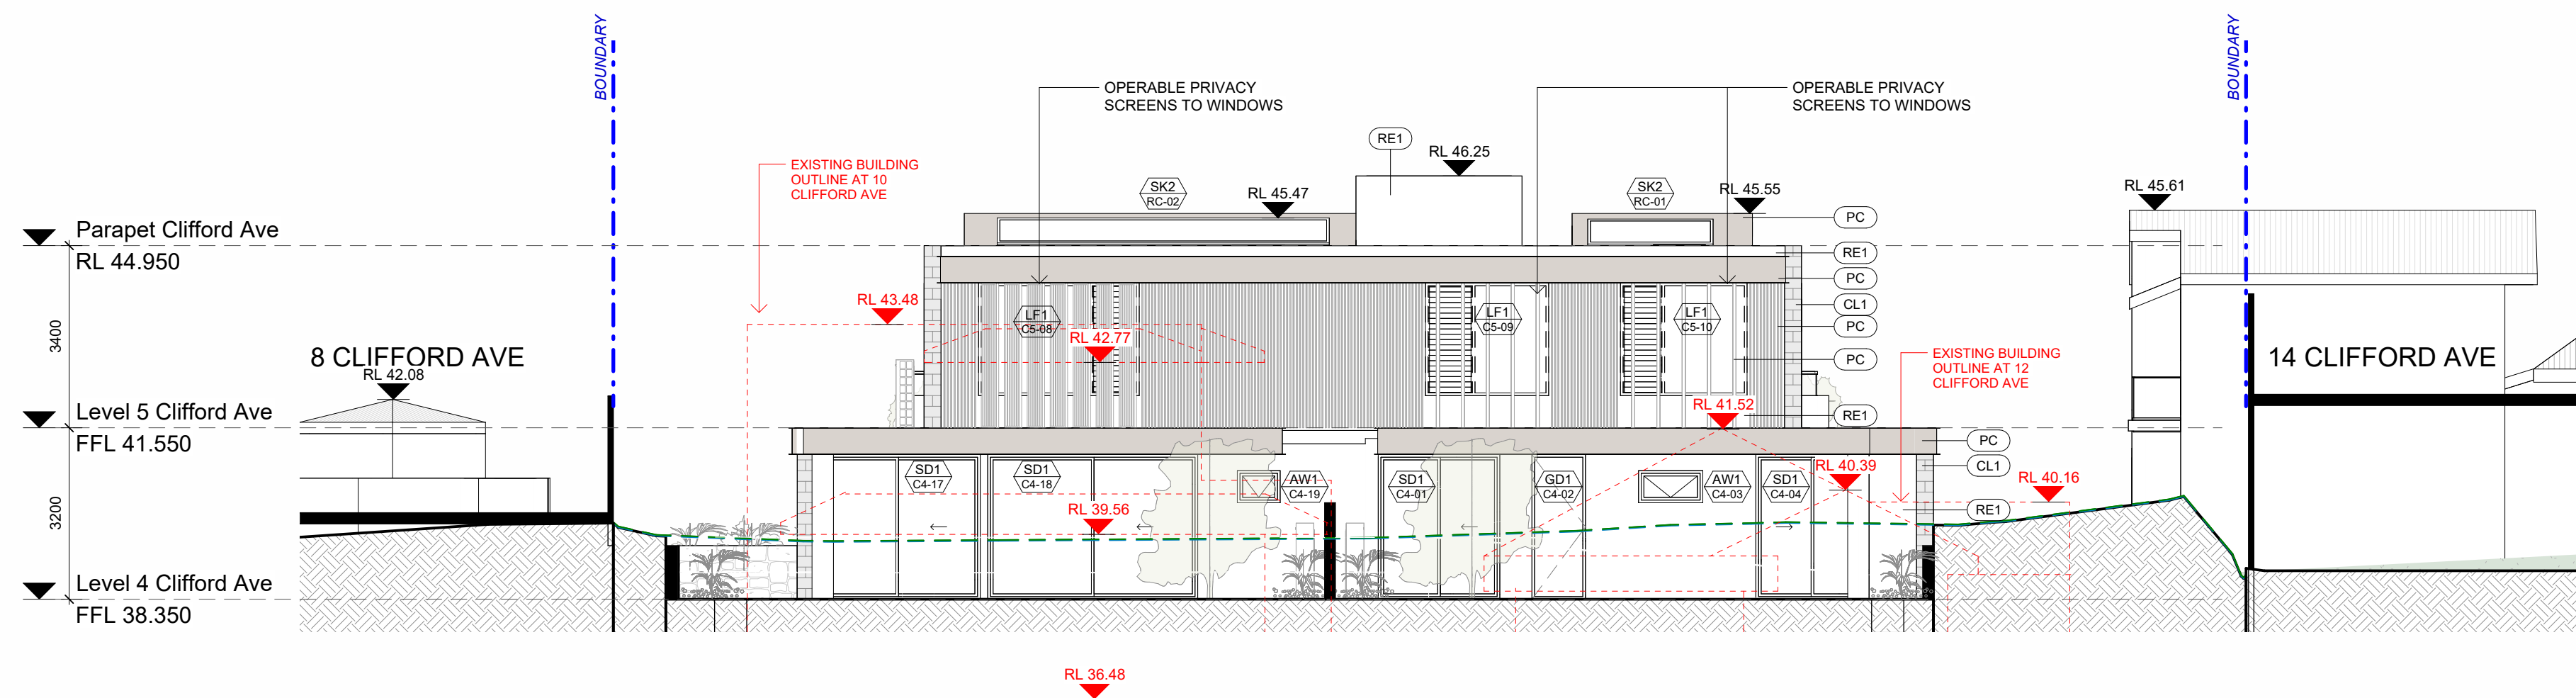 BOUNDARY
BOUNDARY
OPERABLE PRIVACY
SCREENS TO WINDOWS
OPERABLE PRIVACY
SCREENS TO WINDOWS
RE1
RL 46.25
EXISTING BUILDING
OUTLINE AT 10
CLIFFORD AVE
SK2
RC-02
RL 45.47
SK2
RC-01
RL 45.55
RL 45.61
PC
Parapet Clifford Ave
RL 44.950
RE1
PC
CL1
PC
PC
RE1
RL 43.48
LF1
C5-08
RL 42.77
LF1
C5-09
LF1
C5-10
3400
8 CLIFFORD AVE
RL 42.08
EXISTING BUILDING
OUTLINE AT 12
CLIFFORD AVE
14 CLIFFORD AVE
Level 5 Clifford Ave
FFL 41.550
RL 41.52
PC
CL1
RE1
SD1
C4-17
SD1
C4-18
AW1
C4-19
SD1
C4-01
GD1
C4-02
AW1
C4-03
SD1
C4-04
RL 40.39
RL 40.16
3200
RL 39.56
Level 4 Clifford Ave
FFL 38.350
RL 36.48